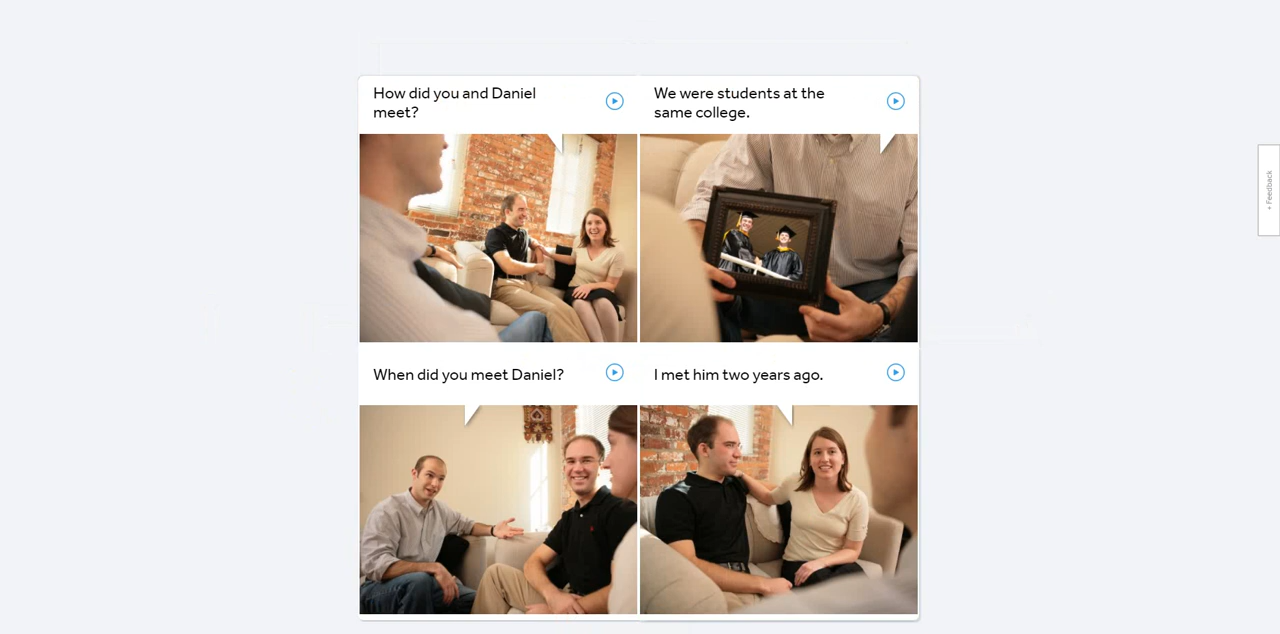 How did you and Daniel
meet?
We were students at the
same college.
When did you meet Daniel?
I met him two years ago.
+ Feedback